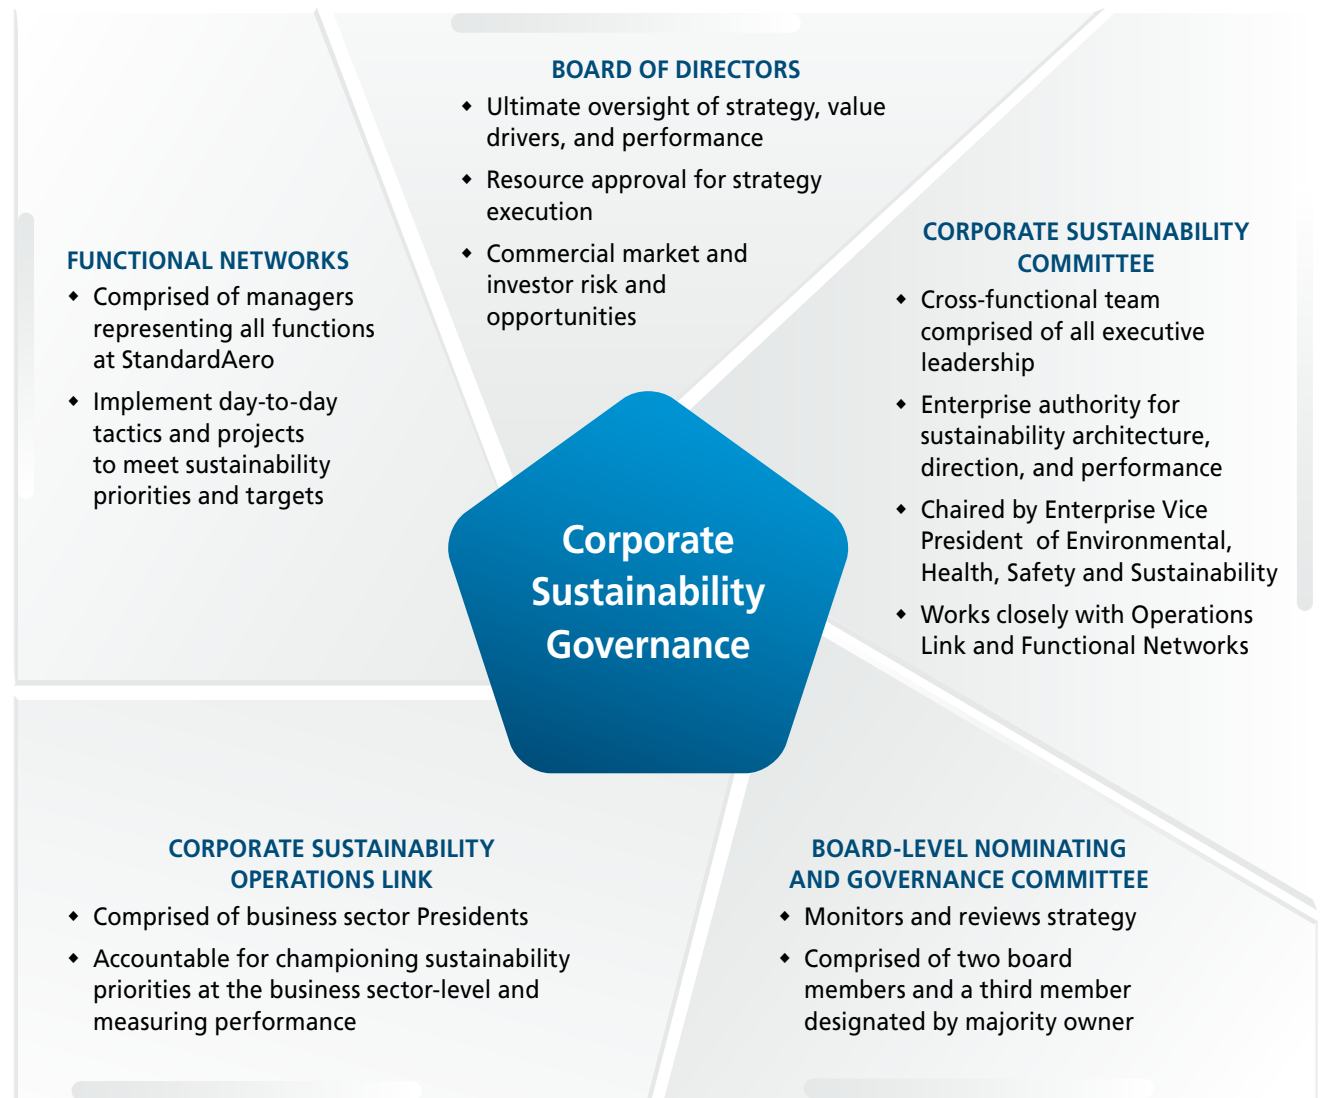 BOARD OF DIRECTORS
◆ Ultimate oversight of strategy, value
drivers, and performance
◆ Resource approval for strategy
execution
◆ Commercial market and
investor risk and
opportunities
CORPORATE SUSTAINABILITY
COMMITTEE
◆ Cross-functional team
comprised of all executive
leadership
◆ Enterprise authority for
sustainability architecture,
direction, and performance
◆ Chaired by Enterprise Vice
President of Environmental,
Health, Safety and Sustainability
◆ Works closely with Operations
Link and Functional Networks
FUNCTIONAL NETWORKS
◆ Comprised of managers
representing all functions
at StandardAero
◆ Implement day-to-day
tactics and projects
to meet sustainability
priorities and targets
Corporate
Sustainability
Governance
CORPORATE SUSTAINABILITY
OPERATIONS LINK
◆ Comprised of business sector Presidents
◆ Accountable for championing sustainability
priorities at the business sector-level and
measuring performance
BOARD-LEVEL NOMINATING
AND GOVERNANCE COMMITTEE
◆ Monitors and reviews strategy
◆ Comprised of two board
members and a third member
designated by majority owner